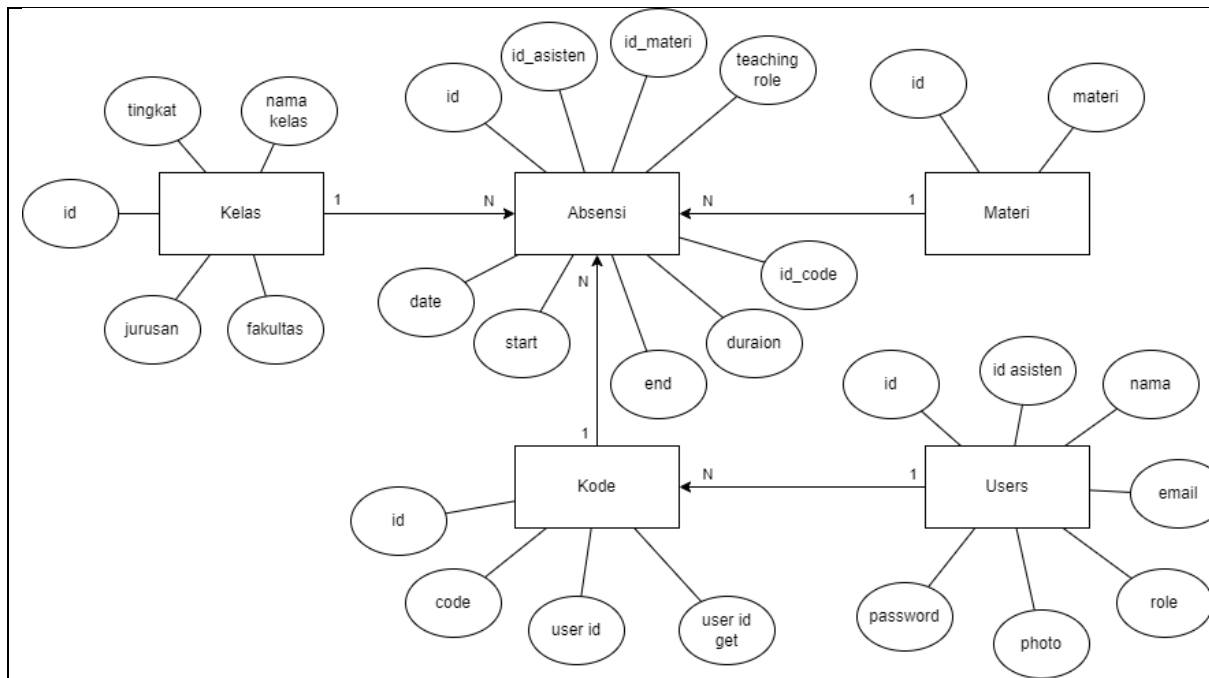 id_asisten
id_materi
teaching
role
id
id
materi
tingkat
nama
kelas
id
Kelas
1
N
Absensi
N
1
Materi
jurusan
fakultas
date
start
N
end
duraion
id_code
id
id asisten
nama
1
Kode
N
1
Users
email
id
code
user id
user id
get
password
photo
role